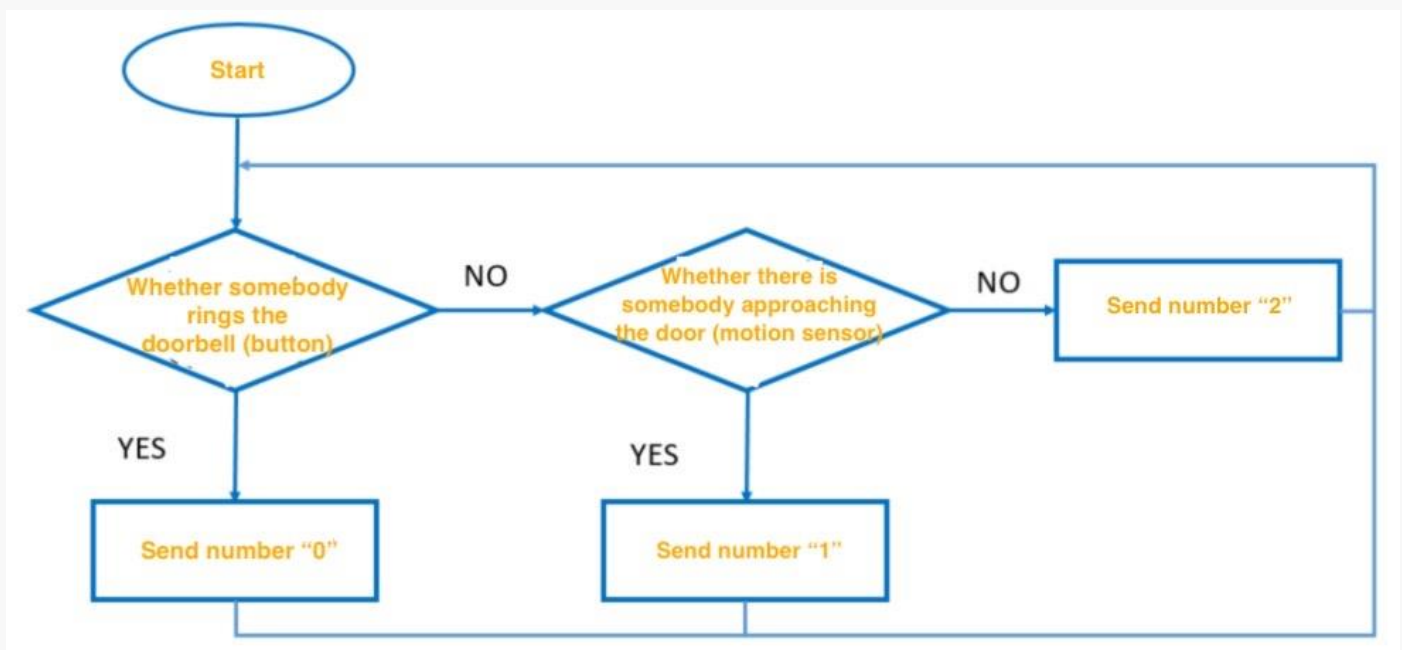 Start
Whether somebody
rings the
doorbell (button)
NO
Whether there is
somebody approaching
the door (motion sensor)
NO
Send number “2”
YES
YES
Send number “0”
Send number “1”